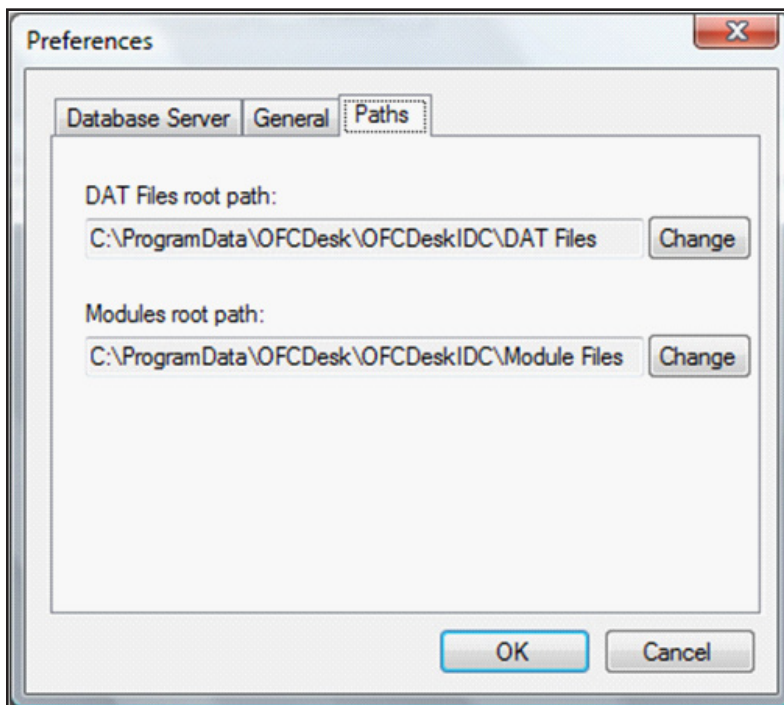 Preferences
Database Server General Paths
DAT Files root path:
C:\ProgramData\OFCDesk\OFCDeskIDC\DAT Files Change
Modules root path:
C:\ProgramData\OFCDesk\OFCDeskIDC\Module Files Change
OK Cancel